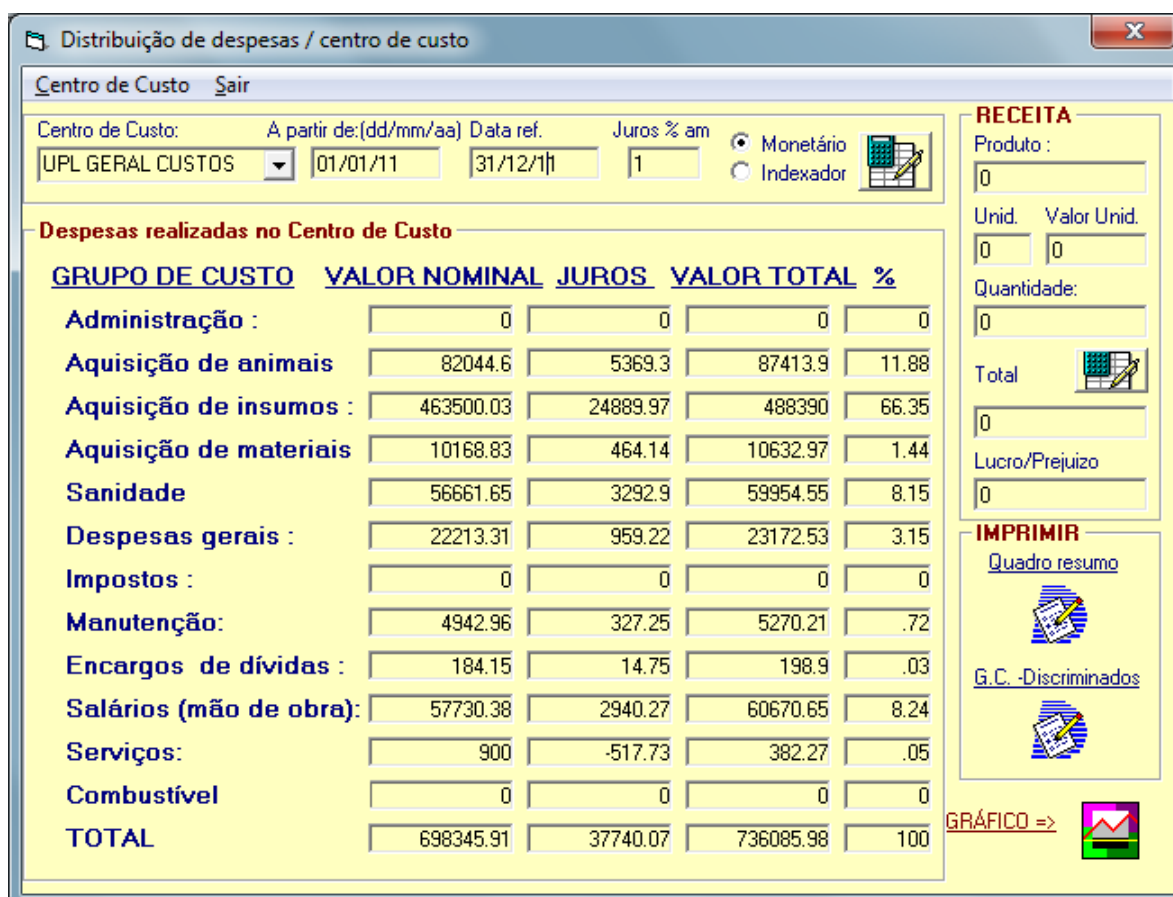 Distribuição de despesas / centro de custo
x
Centro de Custo Sair
Centro de Custo: A partir de:(dd/mm/aa) Data ref. Juros % am
UPL GERAL CUSTOS 01/01/11 31/12/11 1
Monetário
Indexador
Despesas realizadas no Centro de Custo
GRUPO DE CUSTO VALOR NOMINAL JUROS VALOR TOTAL %
Administração : 0 0 0 0
Aquisição de animais 82044.6 5369.3 87413.9 11.88
Aquisição de insumos : 463500.03 24889.97 488390 66.35
Aquisição de materiais 10168.83 464.14 10632.97 1.44
Sanidade 56661.65 3292.9 59954.55 8.15
Despesas gerais : 22213.31 959.22 23172.53 3.15
Impostos : 0 0 0 0
Manutenção: 4942.96 327.25 5270.21 .72
Encargos de dívidas : 184.15 14.75 198.9 .03
Salários (mão de obra): 57730.38 2940.27 60670.65 8.24
Serviços: 900 -517.73 382.27 .05
Combustível 0 0 0 0
TOTAL 698345.91 37740.07 736085.98 100
RECEITA
Produto :
0
Unid. Valor Unid.
0 0
Quantidade:
0
Total
0
Lucro/Prejuizo
0
IMPRIMIR
Quadro resumo
G.C. -Discriminados
GRÁFICO =>